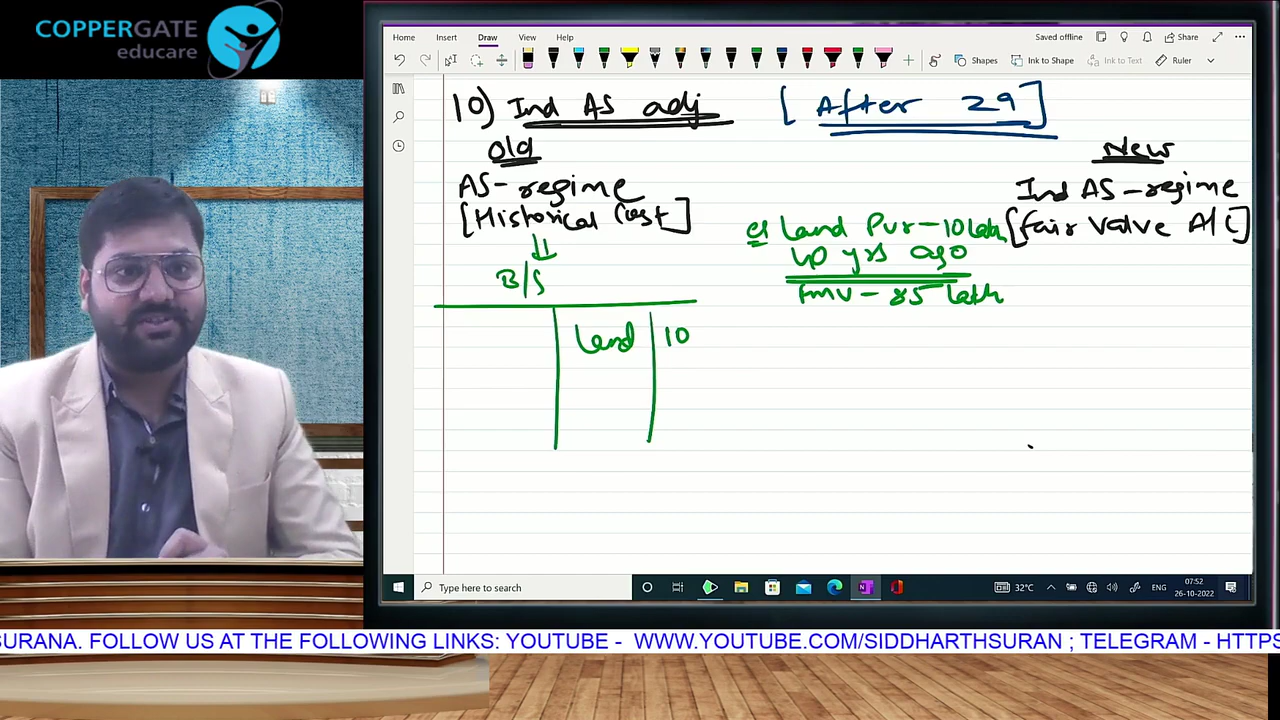 COPPERGATE
educare
Home Insert Draw View Help
Saved offline
Share
Shapes
Ink to Shape
Ink to Text
Ruler
10) Ind AS adj [After 29]
Old
New
AS-regime
Ind AS-regime
[Historical Cost]
eg Land Pur - 10 lakh
[Fair Value A/c]
yrs ago
FMV - 85 lakh
B/S
Land 10
Type here to search
32°C
ENG
07:52
26-10-2022
SURANA. FOLLOW US AT THE FOLLOWING LINKS: YOUTUBE - WWW.YOUTUBE.COM/SIDDHARTHSURAN ; TELEGRAM - HTTPS